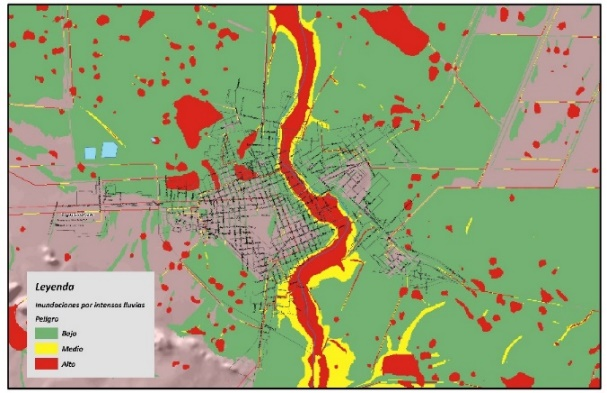 Leyenda
Inundaciones por intensas lluvias
Peligro
Bajo
Medio
Alto